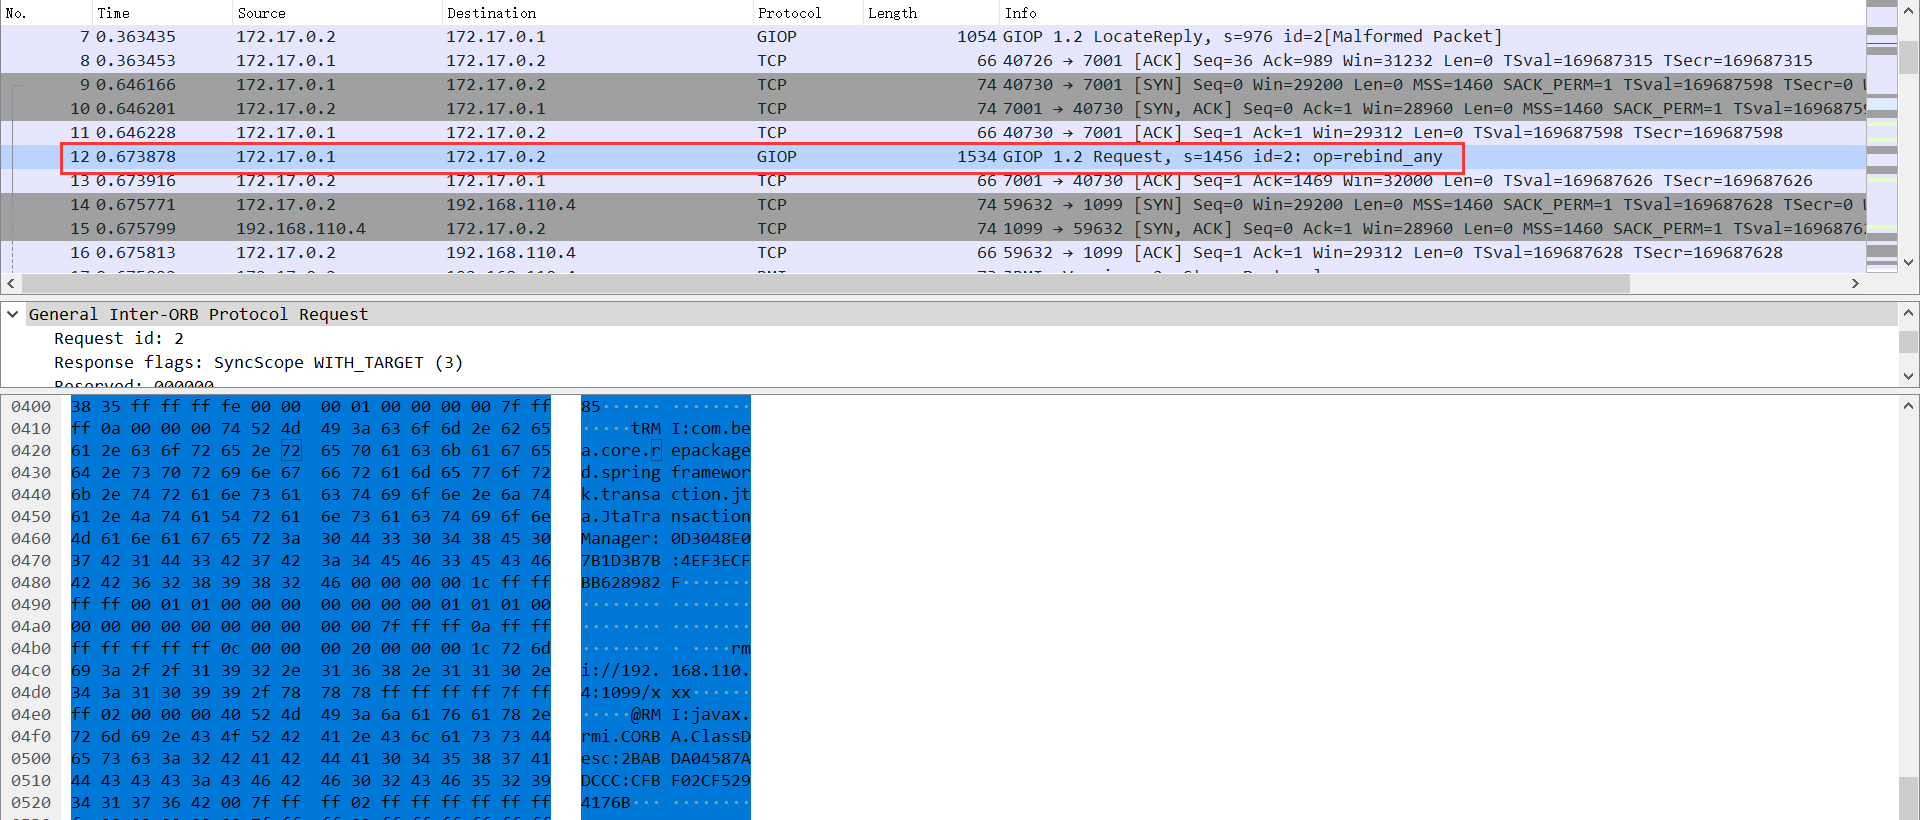 No. Time Source Destination Protocol Length Info
7 0.363435 172.17.0.2 172.17.0.1 GIOP 1054 GIOP 1.2 LocateReply, s=976 id=2[Malformed Packet]
8 0.363453 172.17.0.1 172.17.0.2 TCP 66 40726 → 7001 [ACK] Seq=36 Ack=989 Win=31232 Len=0 TSval=169687315 TSecr=169687315
9 0.646166 172.17.0.1 172.17.0.2 TCP 74 40730 → 7001 [SYN] Seq=0 Win=29200 Len=0 MSS=1460 SACK_PERM=1 TSval=169687598 TSecr=0
10 0.646201 172.17.0.2 172.17.0.1 TCP 74 7001 → 40730 [SYN, ACK] Seq=0 Ack=1 Win=28960 Len=0 MSS=1460 SACK_PERM=1 TSval=1696875
11 0.646228 172.17.0.1 172.17.0.2 TCP 66 40730 → 7001 [ACK] Seq=1 Ack=1 Win=29312 Len=0 TSval=169687598 TSecr=169687598
12 0.673878 172.17.0.1 172.17.0.2 GIOP 1534 GIOP 1.2 Request, s=1456 id=2: op=rebind_any
13 0.673916 172.17.0.2 172.17.0.1 TCP 66 7001 → 40730 [ACK] Seq=1 Ack=1469 Win=32000 Len=0 TSval=169687626 TSecr=169687626
14 0.675771 172.17.0.2 192.168.110.4 TCP 74 59632 → 1099 [SYN] Seq=0 Win=29200 Len=0 MSS=1460 SACK_PERM=1 TSval=169687628 TSecr=0
15 0.675799 192.168.110.4 172.17.0.2 TCP 74 1099 → 59632 [SYN, ACK] Seq=0 Ack=1 Win=28960 Len=0 MSS=1460 SACK_PERM=1 TSval=1696876
16 0.675813 172.17.0.2 192.168.110.4 TCP 66 59632 → 1099 [ACK] Seq=1 Ack=1 Win=29312 Len=0 TSval=169687628 TSecr=169687628
General Inter-ORB Protocol Request
Request id: 2
Response flags: SyncScope WITH_TARGET (3)
Reserved: 000000
0400 38 35 ff ff ff fe 00 00 00 01 00 00 00 00 7f ff 85······ ········
0410 ff 0a 00 00 00 74 52 4d 49 3a 63 6f 6d 2e 62 65 ·····tRM I:com.be
0420 61 2e 63 6f 72 65 2e 72 65 70 61 63 6b 61 67 65 a.core.r epackage
0430 64 2e 73 70 72 69 6e 67 66 72 61 6d 65 77 6f 72 d.spring framewor
0440 6b 2e 74 72 61 6e 73 61 63 74 69 6f 6e 2e 6a 74 k.transa ction.jt
0450 61 2e 4a 74 61 54 72 61 6e 73 61 63 74 69 6f 6e a.JtaTra nsaction
0460 4d 61 6e 61 67 65 72 3a 30 44 33 30 34 38 45 30 Manager: 0D3048E0
0470 37 42 31 44 33 42 37 42 3a 34 45 46 33 45 43 46 7B1D3B7B :4EF3ECF
0480 42 42 36 32 38 39 38 32 46 00 00 00 00 1c ff ff BB628982 F·······
0490 ff ff 00 01 01 00 00 00 00 00 00 00 01 01 01 00 ········ ········
04a0 00 00 00 00 00 00 00 00 00 00 7f ff ff 0a ff ff ········ ········
04b0 ff ff ff ff ff 0c 00 00 00 20 00 00 00 1c 72 6d ········ · ····rm
04c0 69 3a 2f 2f 31 39 32 2e 31 36 38 2e 31 31 30 2e i://192. 168.110.
04d0 34 3a 31 30 39 39 2f 78 78 78 ff ff ff ff 7f ff 4:1099/x xx······
04e0 ff 02 00 00 00 40 52 4d 49 3a 6a 61 76 61 78 2e ·····@RM I:javax.
04f0 72 6d 69 2e 43 4f 52 42 41 2e 43 6c 61 73 73 44 rmi.CORB A.ClassD
0500 65 73 63 3a 32 42 41 42 44 41 30 34 35 38 37 41 esc:2BAB DA04587A
0510 44 43 43 43 3a 43 46 42 46 30 32 43 46 35 32 39 DCCC:CFB F02CF529
0520 34 31 37 36 42 00 7f ff ff 02 ff ff ff ff ff ff 4176B··· ········